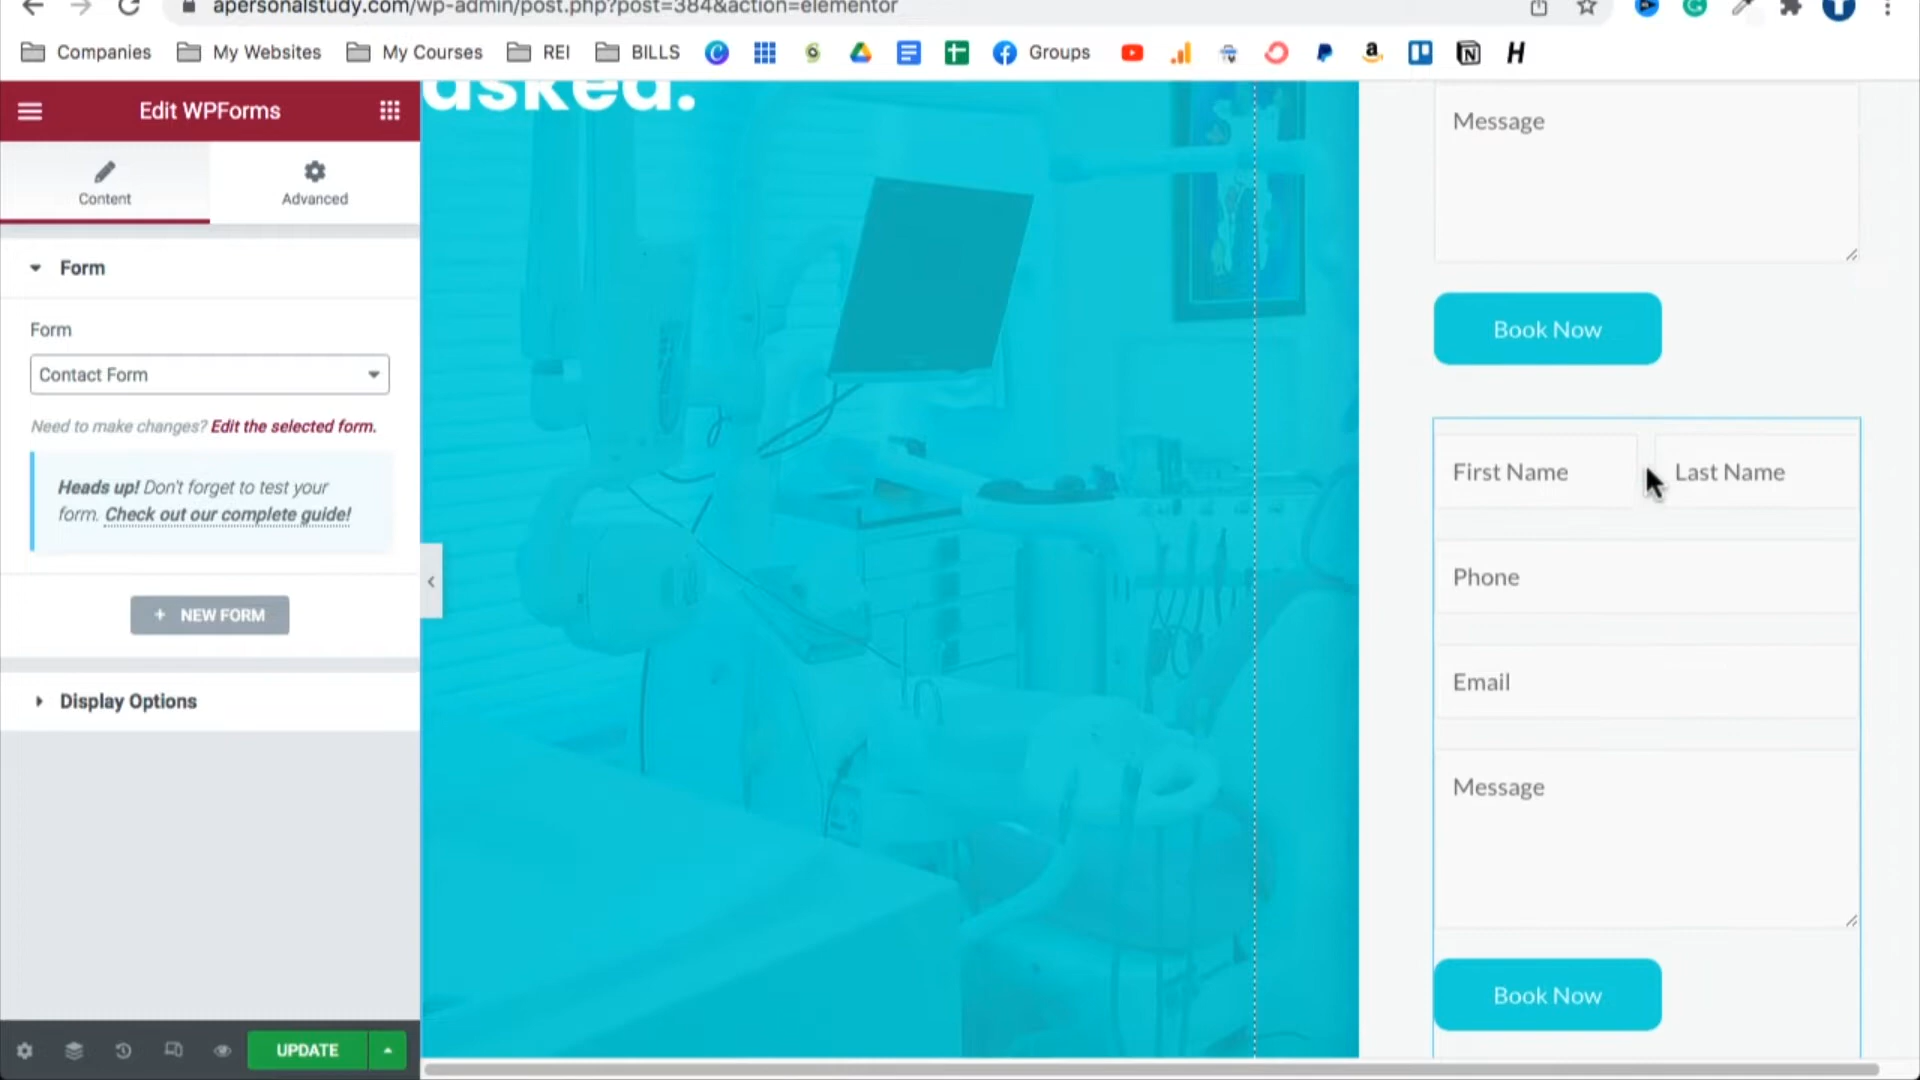 apersonalstudy.com/wp-admin/post.php?post=384&action=elementor
Companies My Websites My Courses REI BILLS Groups
asked.
Edit WPForms
Content Advanced
Form
Form
Contact Form
Need to make changes? Edit the selected form.
Heads up! Don't forget to test your
form. Check out our complete guide!
+ NEW FORM
Display Options
UPDATE
Message
Book Now
First Name Last Name
Phone
Email
Message
Book Now